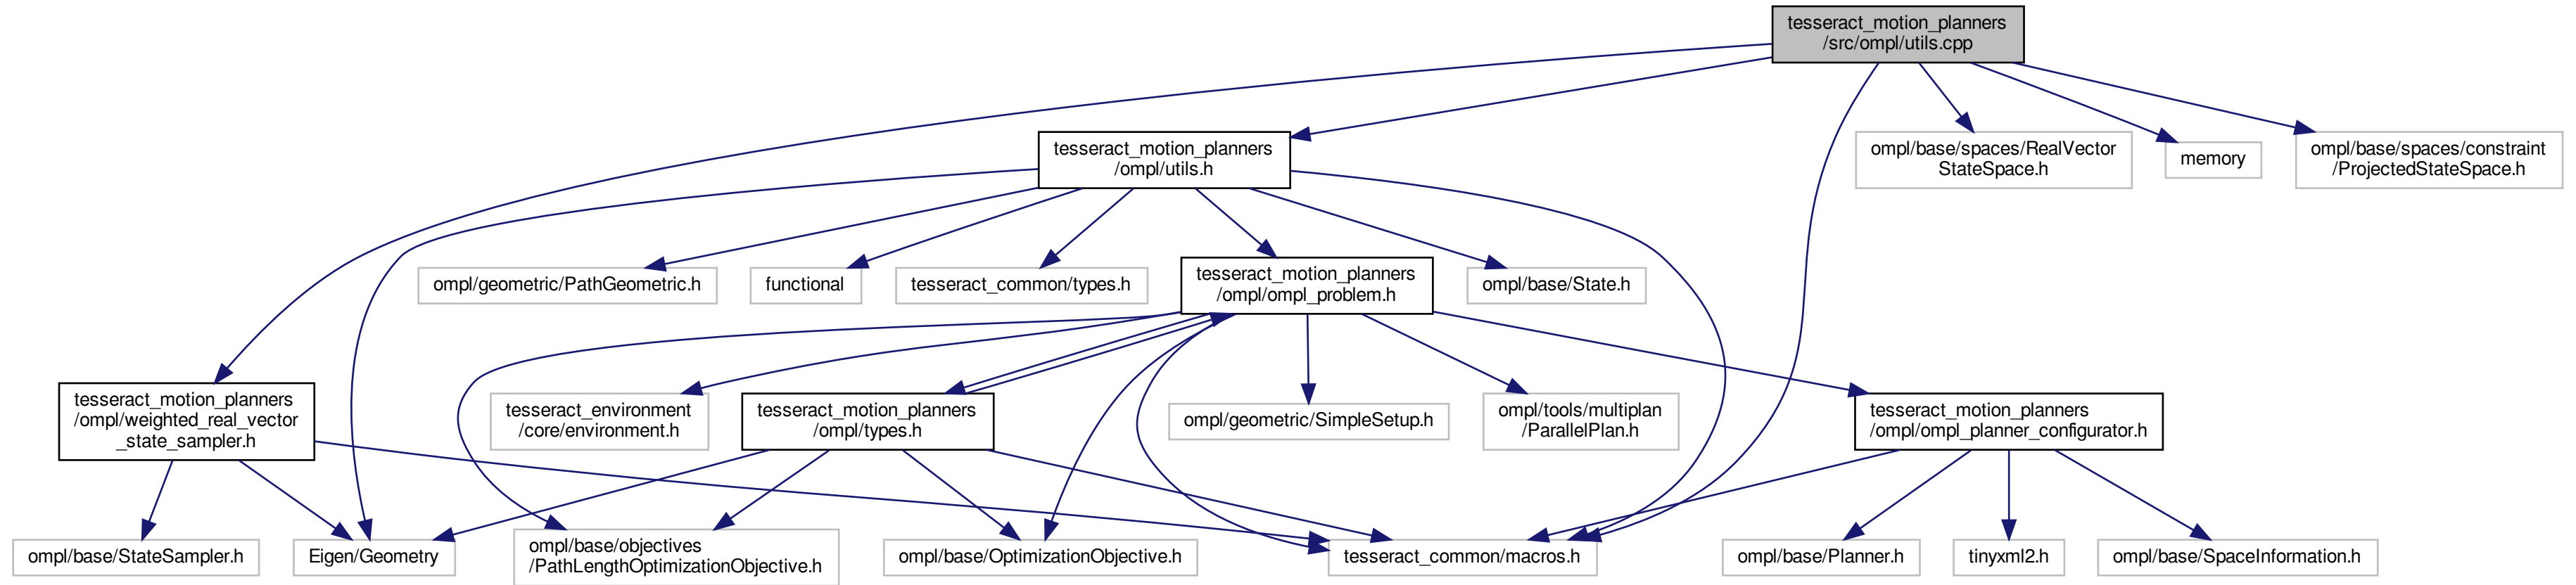 tesseract_motion_planners
/src/ompl/utils.cpp
tesseract_motion_planners
/ompl/utils.h
ompl/base/spaces/RealVector
StateSpace.h
memory
ompl/base/spaces/constraint
/ProjectedStateSpace.h
ompl/geometric/PathGeometric.h
functional
tesseract_common/types.h
tesseract_motion_planners
/ompl/ompl_problem.h
ompl/base/State.h
tesseract_motion_planners
/ompl/weighted_real_vector
_state_sampler.h
tesseract_environment
/core/environment.h
tesseract_motion_planners
/ompl/types.h
ompl/geometric/SimpleSetup.h
ompl/tools/multiplan
/ParallelPlan.h
tesseract_motion_planners
/ompl/ompl_planner_configurator.h
ompl/base/StateSampler.h
Eigen/Geometry
ompl/base/objectives
/PathLengthOptimizationObjective.h
ompl/base/OptimizationObjective.h
tesseract_common/macros.h
ompl/base/Planner.h
tinyxml2.h
ompl/base/SpaceInformation.h